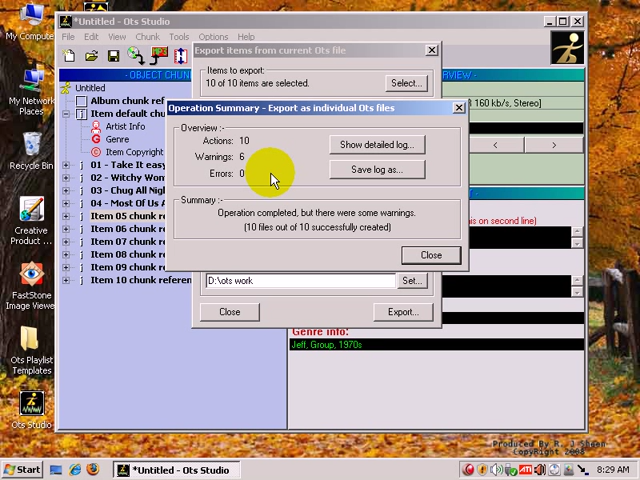 My Compute
My Network
Places
Recycle Bin
Creative
Product ...
FastStone
Image Viewer
Ots Playlist
Templates
Ots Studio
*Untitled - Ots Studio
File Edit View Chunk Tools Options Help
- OBJECT CHUN
RVIEW -
Untitled
Album chunk ref
Item default chu
Artist Info
Genre
Item Copyright
01 - Take It easy
02 - Witchy Wom
03 - Chug All Nigh
04 - Most Of Us A
Item 05 chunk ref
Item 06 chunk refere
Item 07 chunk refere
Item 08 chunk refere
Item 09 chunk refere
Item 10 chunk referen
160 kb/s, Stereo]
< >
is on second line)
Genre info:
Jeff, Group, 1970s
Export items from current Ots file
Items to export:
10 of 10 items are selected.
Select...
D:\ots work
Set...
Close
Export...
Operation Summary - Export as individual Ots files
Overview :-
Actions: 10
Warnings: 6
Errors: 0
Show detailed log...
Save log as...
Summary :-
Operation completed, but there were some warnings.
(10 files out of 10 successfully created)
Close
Produced By R. J Sheen
CopyRight 2008
Start
*Untitled - Ots Studio
8:29 AM